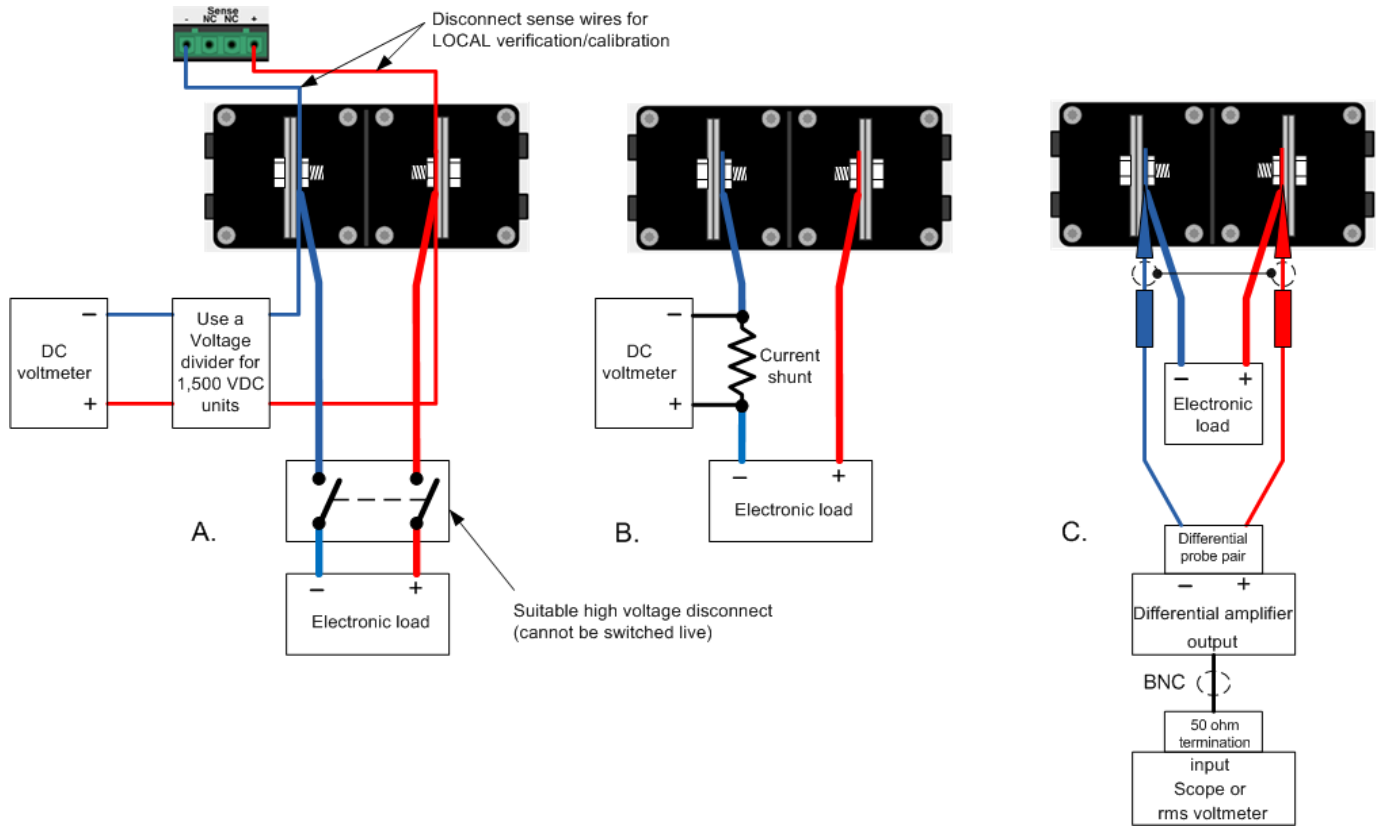 Sense
- NC NC +
Disconnect sense wires for
LOCAL verification/calibration
−
DC
voltmeter
+
Use a
Voltage
divider for
1,500 VDC
units
A.
− +
Electronic load
Suitable high voltage disconnect
(cannot be switched live)
−
DC
voltmeter
+
Current
shunt
B.
− +
Electronic load
− +
Electronic
load
C.
Differential
probe pair
− +
Differential amplifier
output
BNC
50 ohm
termination
input
Scope or
rms voltmeter